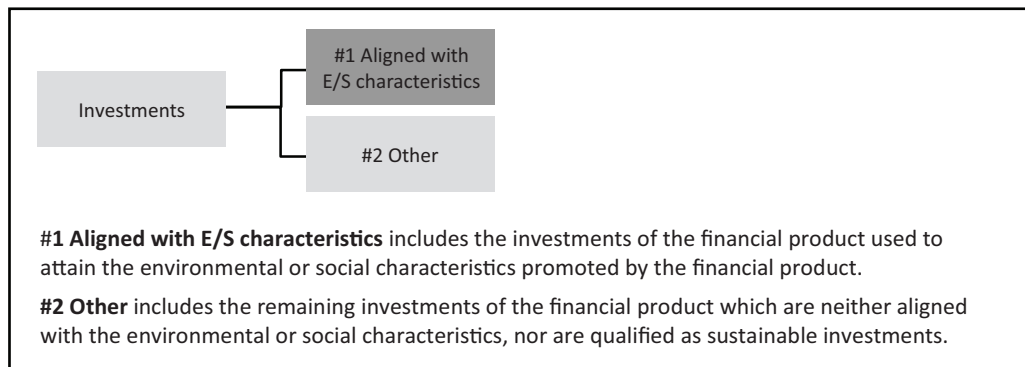 #1 Aligned with
E/S characteristics
Investments
#2 Other
#1 Aligned with E/S characteristics includes the investments of the financial product used to
attain the environmental or social characteristics promoted by the financial product.
#2 Other includes the remaining investments of the financial product which are neither aligned
with the environmental or social characteristics, nor are qualified as sustainable investments.